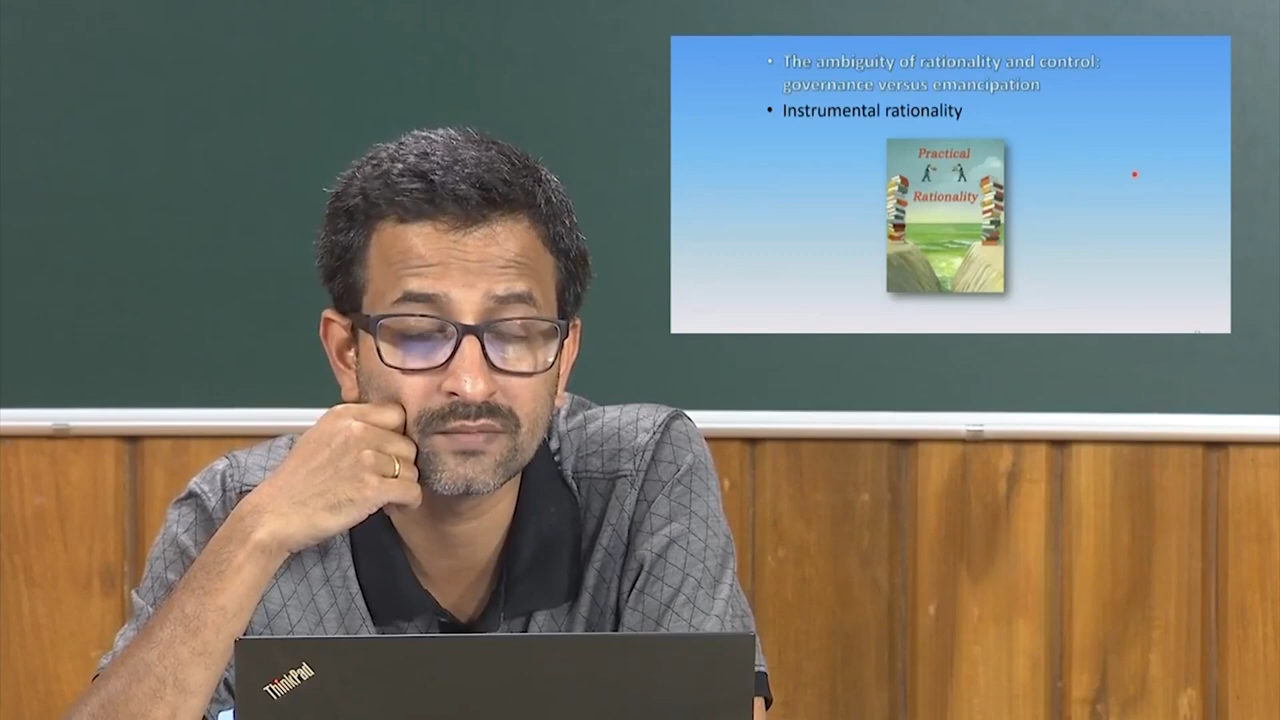 • The ambiguity of rationality and control:
governance versus emancipation
• Instrumental rationality
Practical
Rationality
ThinkPad